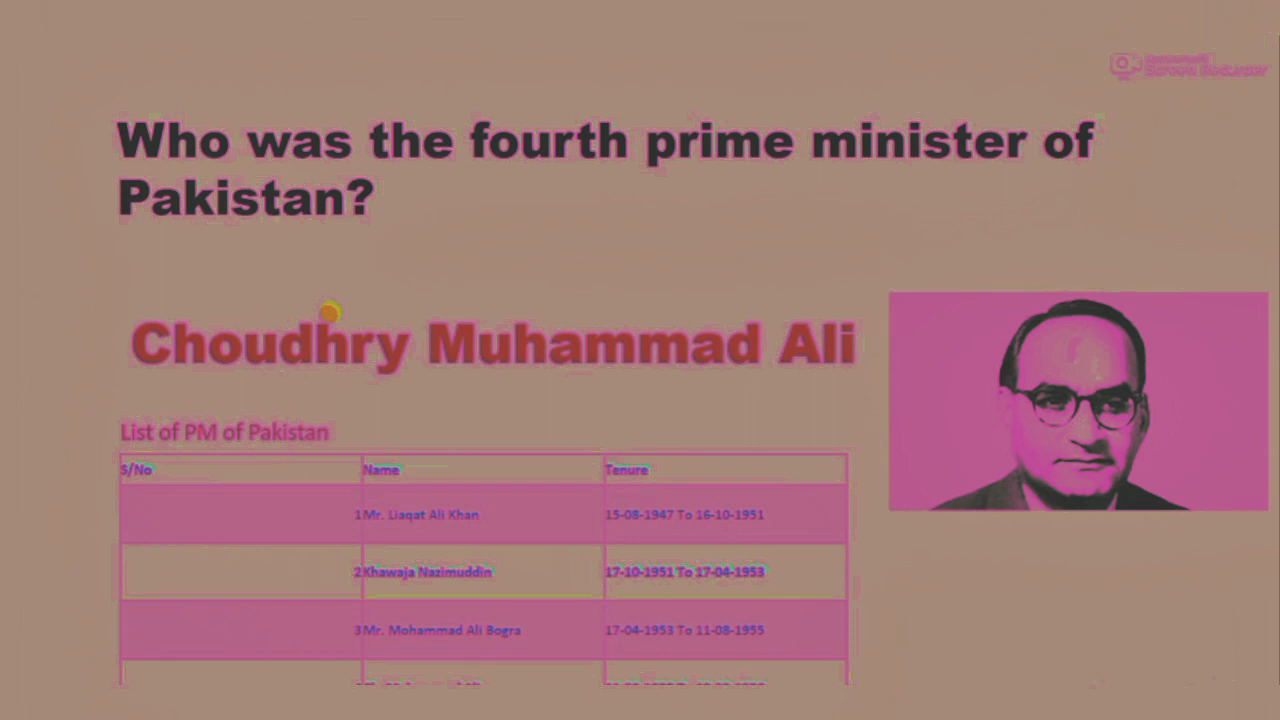 Screen Recorder
Who was the fourth prime minister of
Pakistan?
Choudhry Muhammad Ali
List of PM of Pakistan
S/No Name Tenure
1 Mr. Liaqat Ali Khan 15-08-1947 To 16-10-1951
2 Khawaja Nazimuddin 17-10-1951 To 17-04-1953
3 Mr. Mohammad Ali Bogra 17-04-1953 To 11-08-1955